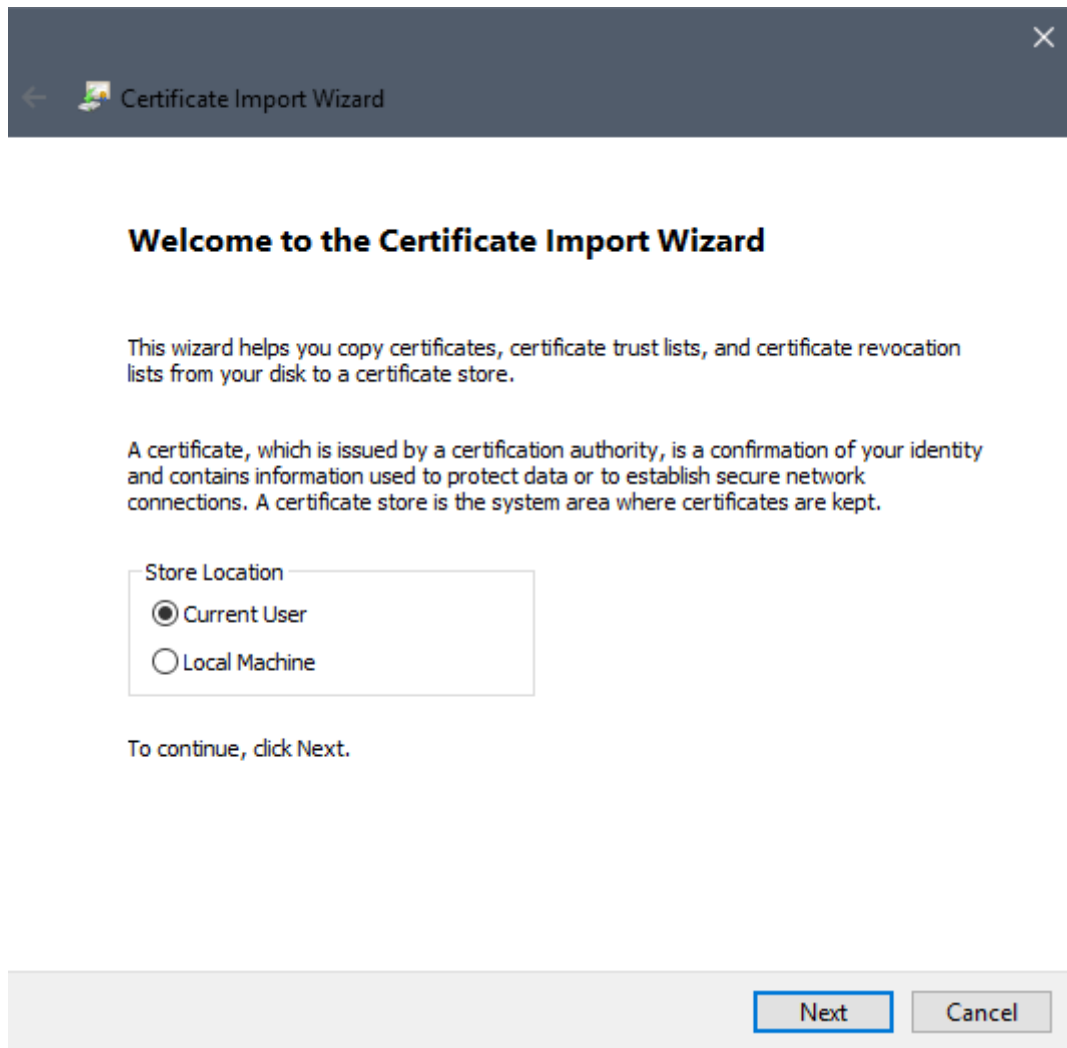 Certificate Import Wizard
Welcome to the Certificate Import Wizard
This wizard helps you copy certificates, certificate trust lists, and certificate revocation
lists from your disk to a certificate store.
A certificate, which is issued by a certification authority, is a confirmation of your identity
and contains information used to protect data or to establish secure network
connections. A certificate store is the system area where certificates are kept.
Store Location
Current User
Local Machine
To continue, click Next.
Next Cancel